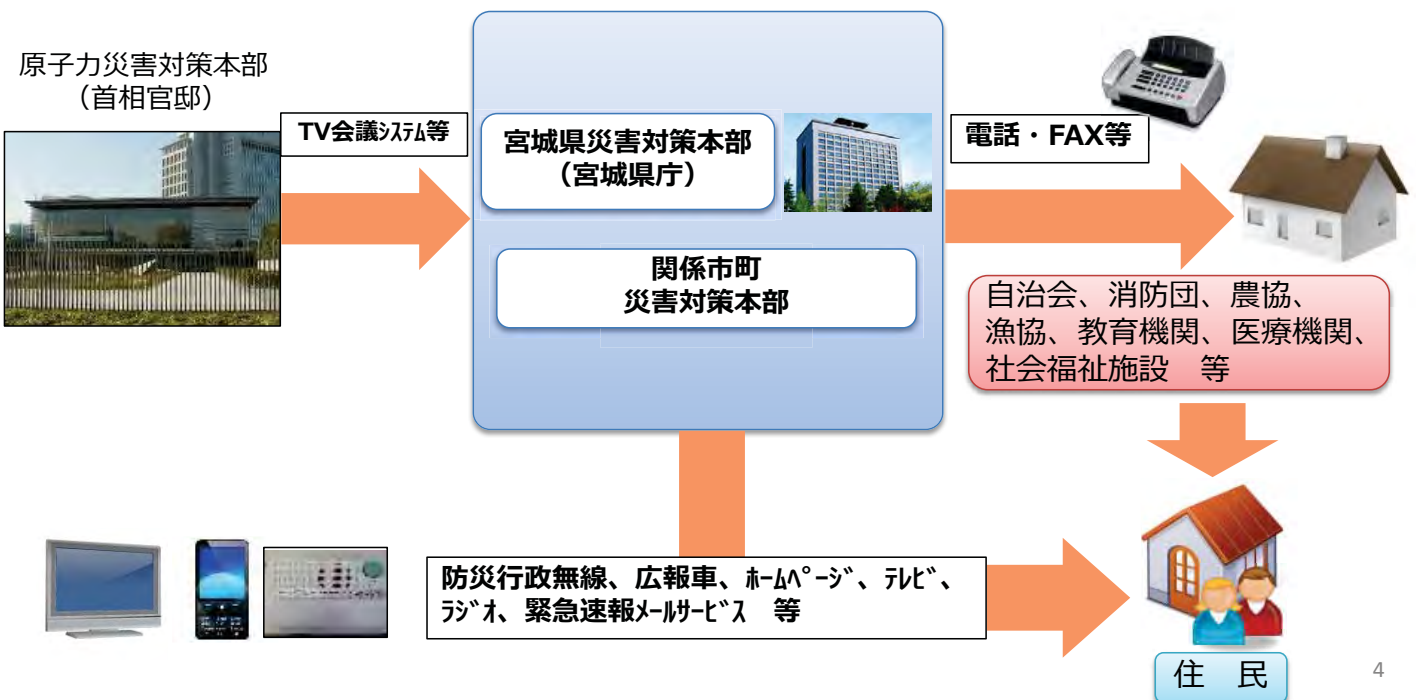 原子力災害対策本部
（首相官邸）
TV会議ｼｽﾃﾑ等
宮城県災害対策本部
（宮城県庁）
電話・FAX等
関係市町
災害対策本部
自治会、消防団、農協、
漁協、教育機関、医療機関、
社会福祉施設　等
防災行政無線、広報車、ﾎｰﾑﾍﾟｰｼﾞ、ﾃﾚﾋﾞ、
ﾗｼﾞｵ、緊急速報ﾒｰﾙｻｰﾋﾞｽ　等
住　民
4